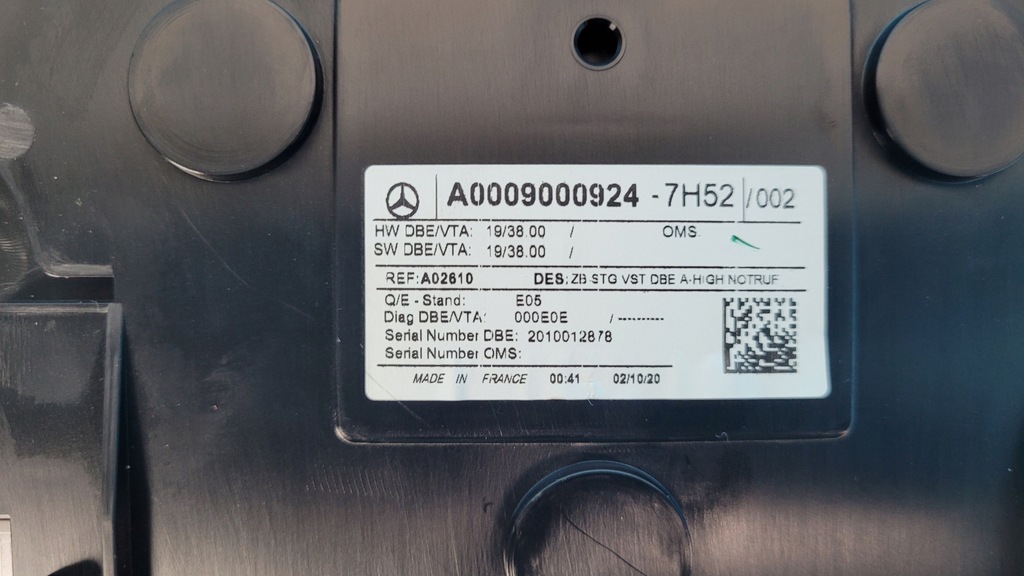 A0009000924 - 7H52 /002
HW DBE/VTA: 19/38.00 / OMS
SW DBE/VTA: 19/38.00 /
REF: A02610 DES: ZB STG VST DBE A-HIGH NOTRUF
Q/E - Stand: E05
Diag DBE/VTA: 000E0E / ----------
Serial Number DBE: 2010012878
Serial Number OMS:
MADE IN FRANCE 00:41 02/10/20